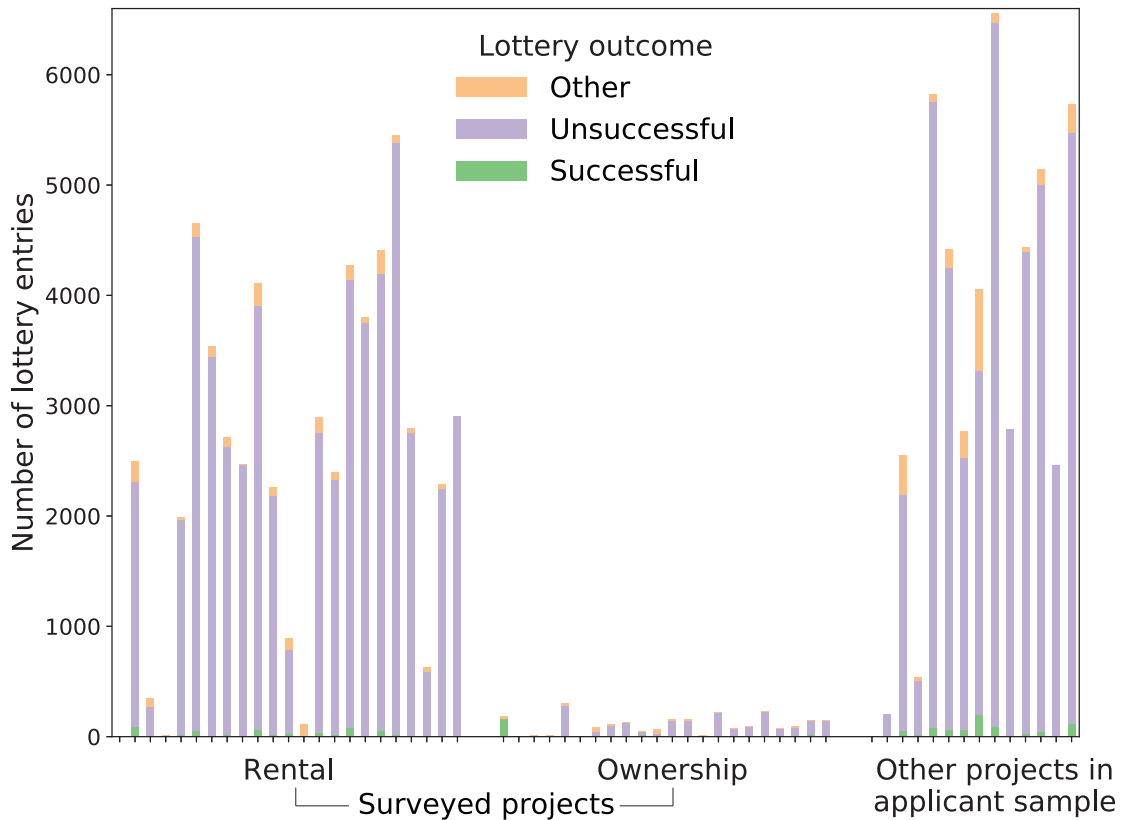 Lottery outcome
Other
Unsuccessful
Successful
Number of lottery entries
6000
5000
4000
3000
2000
1000
0
Rental
Ownership
Other projects in
applicant sample
Surveyed projects